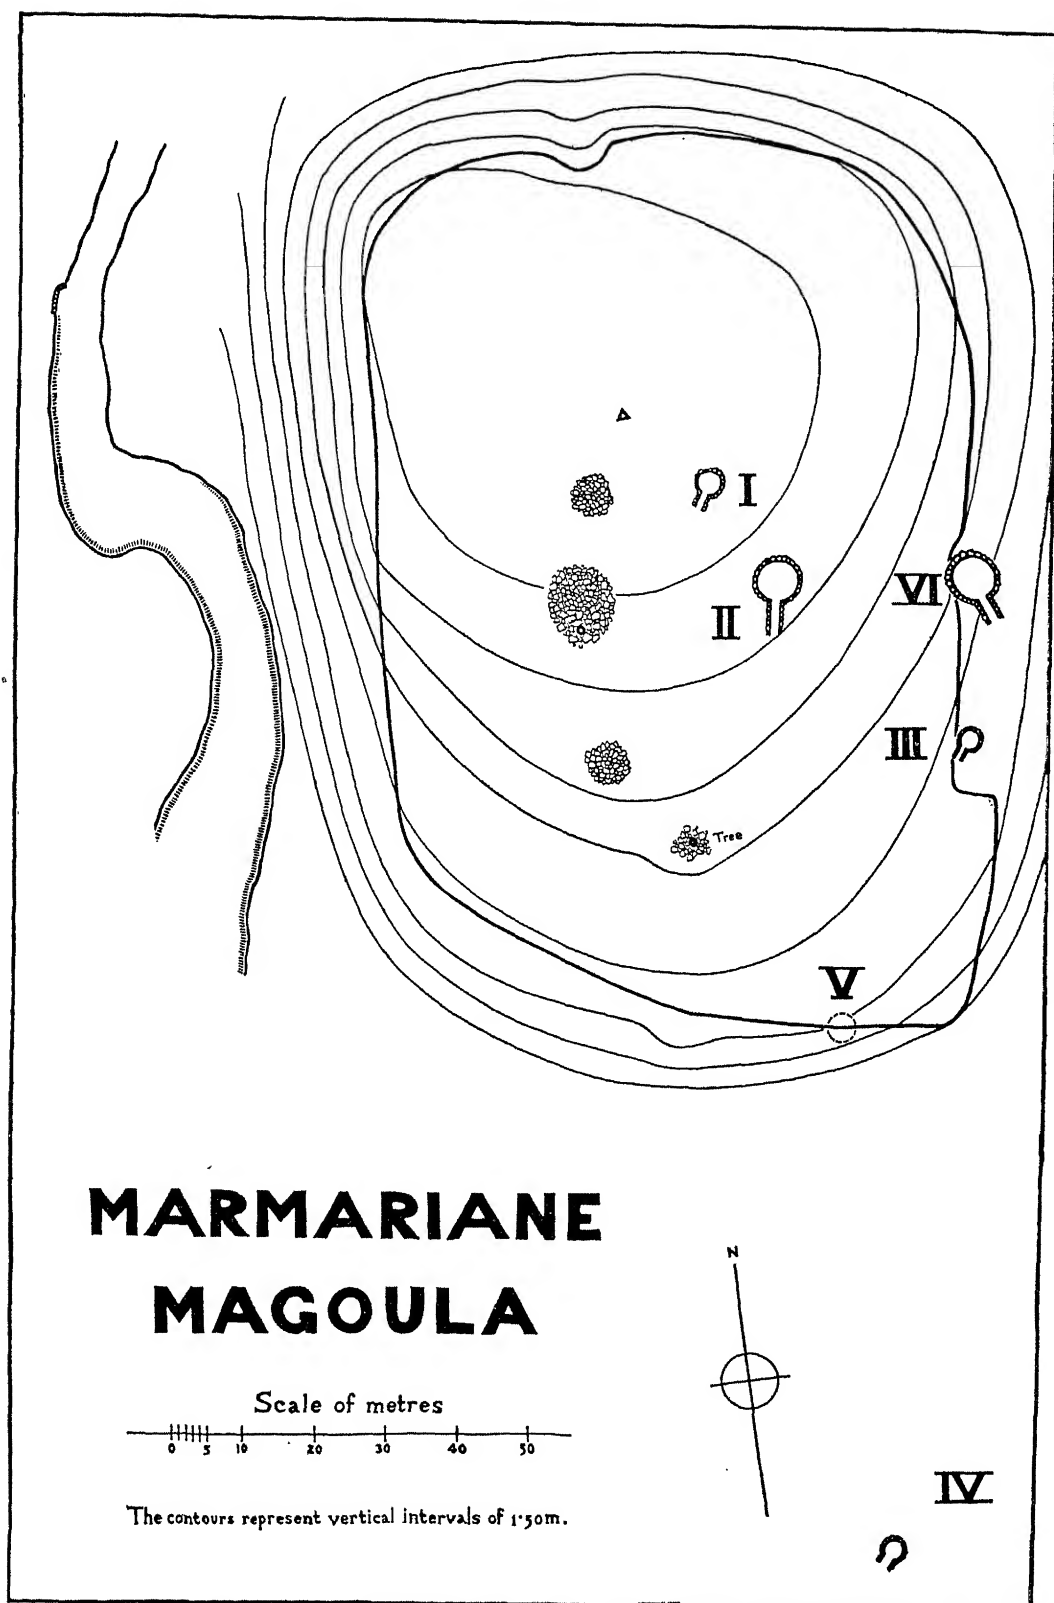 I
VI
II
III
Tree
V
MARMARIANE
MAGOULA
N
Scale of metres
0 5 10 20 30 40 50
IV
The contours represent vertical intervals of 1·50m.